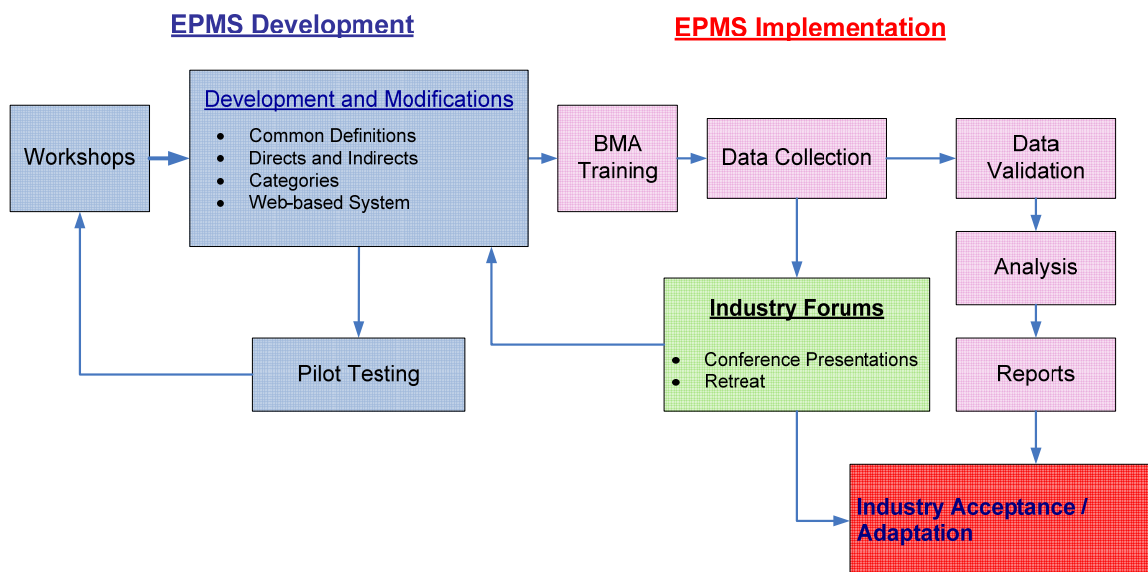 EPMS Development
EPMS Implementation
Workshops
Development and Modifications
• Common Definitions
• Directs and Indirects
• Categories
• Web-based System
BMA
Training
Data Collection
Data
Validation
Analysis
Industry Forums
• Conference Presentations
• Retreat
Pilot Testing
Reports
Industry Acceptance /
Adaptation